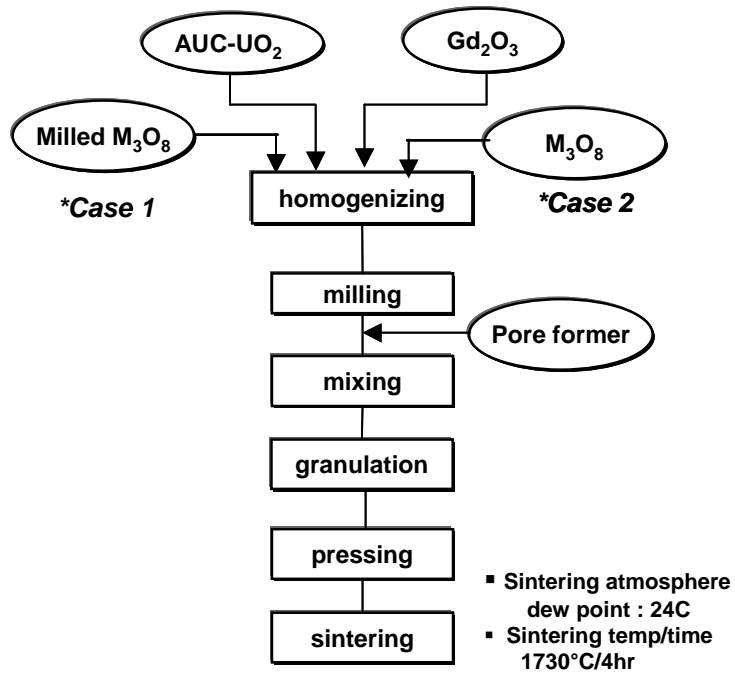 AUC-UO₂
Gd₂O₃
Milled M₃O₈
M₃O₈
*Case 1
homogenizing
*Case 2
milling
Pore former
mixing
granulation
pressing
▪ Sintering atmosphere
dew point : 24C
▪ Sintering temp/time
1730°C/4hr
sintering